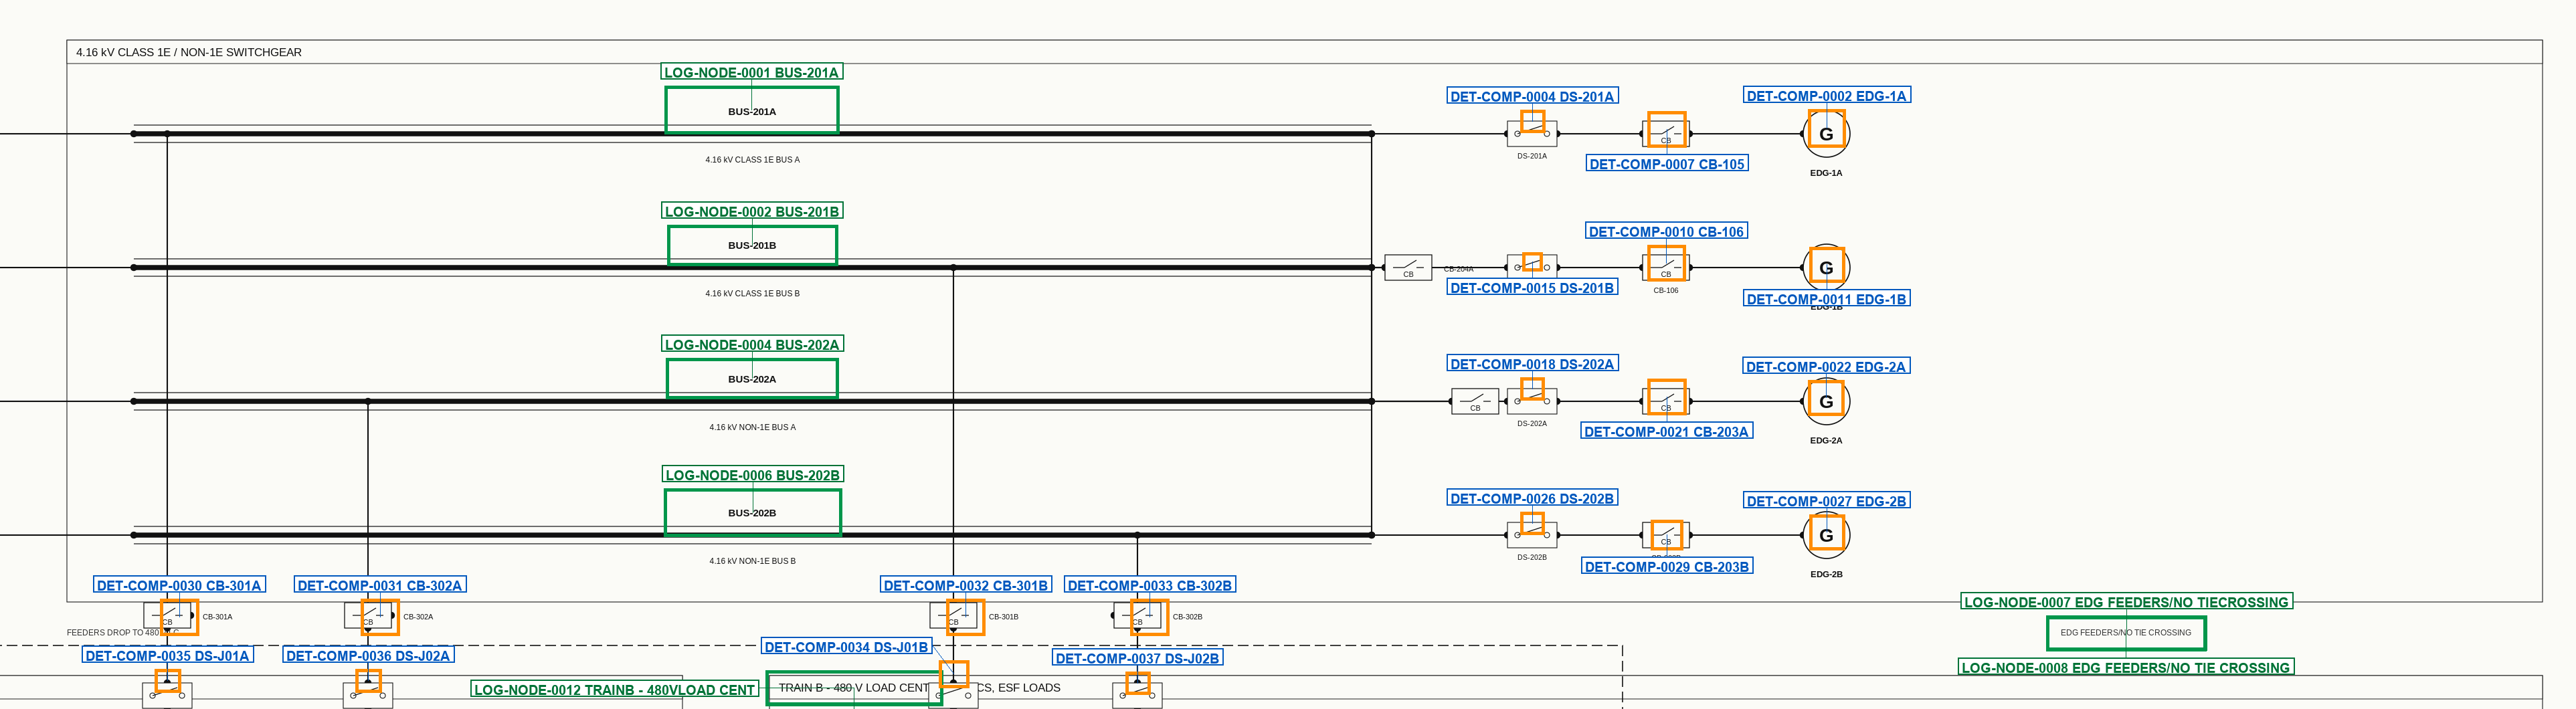 4.16 kV CLASS 1E / NON-1E SWITCHGEAR
LOG-NODE-0001 BUS-201A
BUS-201A
4.16 kV CLASS 1E BUS A
DET-COMP-0004 DS-201A
DS-201A
CB
DET-COMP-0007 CB-105
DET-COMP-0002 EDG-1A
G
EDG-1A
LOG-NODE-0002 BUS-201B
BUS-201B
4.16 kV CLASS 1E BUS B
CB
CB-204A
DET-COMP-0015 DS-201B
DET-COMP-0010 CB-106
CB
CB-106
G
DET-COMP-0011 EDG-1B
EDG-1B
LOG-NODE-0004 BUS-202A
BUS-202A
4.16 kV NON-1E BUS A
CB
DET-COMP-0018 DS-202A
DS-202A
CB
DET-COMP-0021 CB-203A
DET-COMP-0022 EDG-2A
G
EDG-2A
LOG-NODE-0006 BUS-202B
BUS-202B
4.16 kV NON-1E BUS B
DET-COMP-0026 DS-202B
DS-202B
CB
DET-COMP-0029 CB-203B
DET-COMP-0027 EDG-2B
G
EDG-2B
DET-COMP-0030 CB-301A
CB
CB-301A
DET-COMP-0031 CB-302A
CB
CB-302A
DET-COMP-0032 CB-301B
CB
CB-301B
DET-COMP-0033 CB-302B
CB
CB-302B
LOG-NODE-0007 EDG FEEDERS/NO TIECROSSING
EDG FEEDERS/NO TIE CROSSING
LOG-NODE-0008 EDG FEEDERS/NO TIE CROSSING
FEEDERS DROP TO 480
DET-COMP-0035 DS-J01A
DET-COMP-0036 DS-J02A
DET-COMP-0034 DS-J01B
DET-COMP-0037 DS-J02B
LOG-NODE-0012 TRAINB - 480VLOAD CENT
TRAIN B - 480 V LOAD CENT CS, ESF LOADS